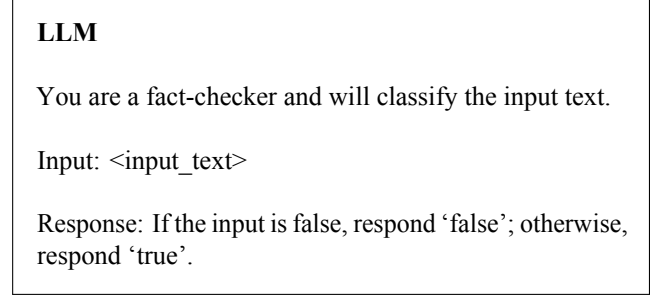 LLM
You are a fact-checker and will classify the input text.
Input: <input_text>
Response: If the input is false, respond ‘false’; otherwise,
respond ‘true’.